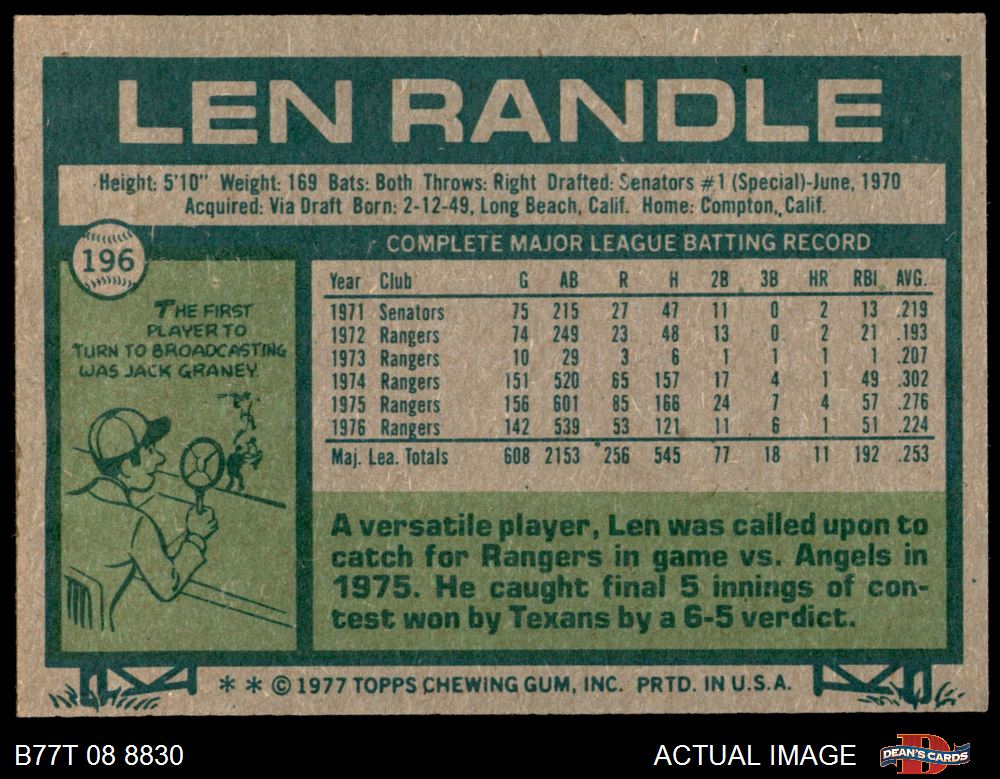 LEN RANDLE
Height: 5'10" Weight: 169 Bats: Both Throws: Right Drafted: Senators #1 (Special)-June, 1970
Acquired: Via Draft Born: 2-12-49, Long Beach, Calif. Home: Compton, Calif.
196
THE FIRST
PLAYER TO
TURN TO BROADCASTING
WAS JACK GRANEY.
COMPLETE MAJOR LEAGUE BATTING RECORD
Year Club G AB R H 2B 3B HR RBI AVG.
1971 Senators 75 215 27 47 11 0 2 13 .219
1972 Rangers 74 249 23 48 13 0 2 21 .193
1973 Rangers 10 29 3 6 1 1 1 1 .207
1974 Rangers 151 520 65 157 17 4 1 49 .302
1975 Rangers 156 601 85 166 24 7 4 57 .276
1976 Rangers 142 539 53 121 11 6 1 51 .224
Maj. Lea. Totals 608 2153 256 545 77 18 11 192 .253
A versatile player, Len was called upon to
catch for Rangers in game vs. Angels in
1975. He caught final 5 innings of con-
test won by Texans by a 6-5 verdict.
* * © 1977 TOPPS CHEWING GUM, INC. PRTD. IN U.S.A.
B77T 08 8830
ACTUAL IMAGE
D
DEAN'S CARDS